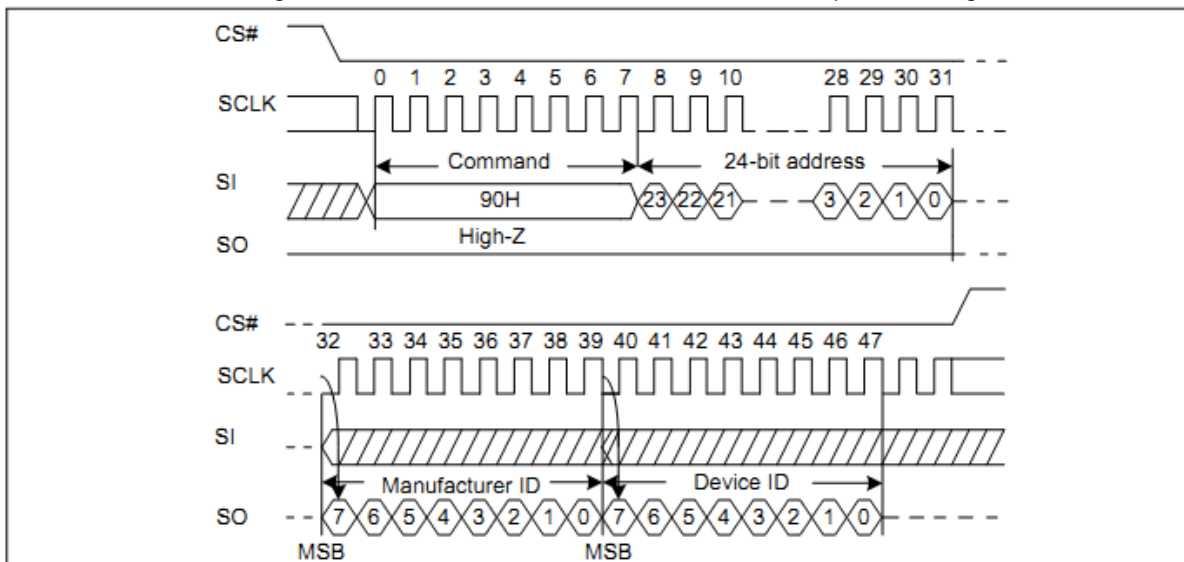 CS#
0 1 2 3 4 5 6 7 8 9 10 28 29 30 31
SCLK
Command 24-bit address
SI
90H 23 22 21 3 2 1 0
High-Z
SO
CS#
32 33 34 35 36 37 38 39 40 41 42 43 44 45 46 47
SCLK
SI
Manufacturer ID Device ID
SO 7 6 5 4 3 2 1 0 7 6 5 4 3 2 1 0
MSB MSB